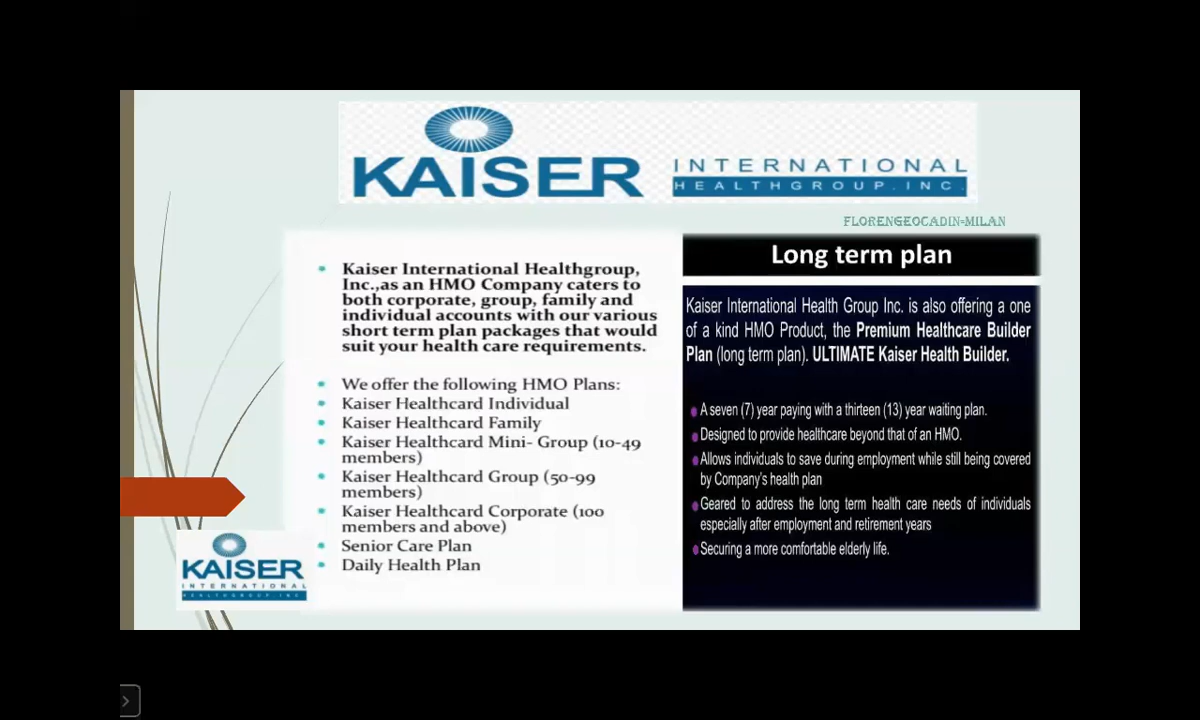 KAISER
INTERNATIONAL
HEALTHGROUP.INC.
FLORENGEOCADIN-MILAN
Kaiser International Healthgroup,
Inc.,as an HMO Company caters to
both corporate, group, family and
individual accounts with our various
short term plan packages that would
suit your health care requirements.
We offer the following HMO Plans:
Kaiser Healthcard Individual
Kaiser Healthcard Family
Kaiser Healthcard Mini- Group (10-49
members)
Kaiser Healthcard Group (50-99
members)
Kaiser Healthcard Corporate (100
members and above)
Senior Care Plan
Daily Health Plan
Long term plan
Kaiser International Health Group Inc. is also offering a one
of a kind HMO Product, the Premium Healthcare Builder
Plan (long term plan). ULTIMATE Kaiser Health Builder.
A seven (7) year paying with a thirteen (13) year waiting plan.
Designed to provide healthcare beyond that of an HMO.
Allows individuals to save during employment while still being covered
by Company's health plan
Geared to address the long term health care needs of individuals
especially after employment and retirement years
Securing a more comfortable elderly life.
KAISER
INTERNATIONAL
HEALTHGROUP.INC.